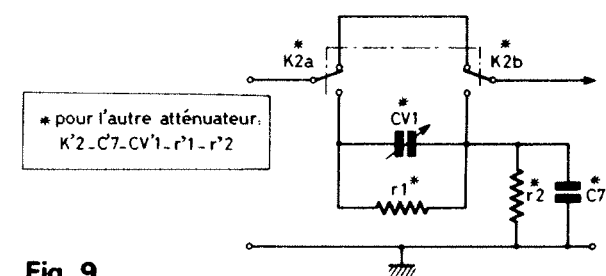 *
K2a
*
K2b
* pour l'autre atténuateur:
K'2_C'7_CV'1_r'1_r'2
*
CV1
r1*
*
r2
*
C7
Fig. 9